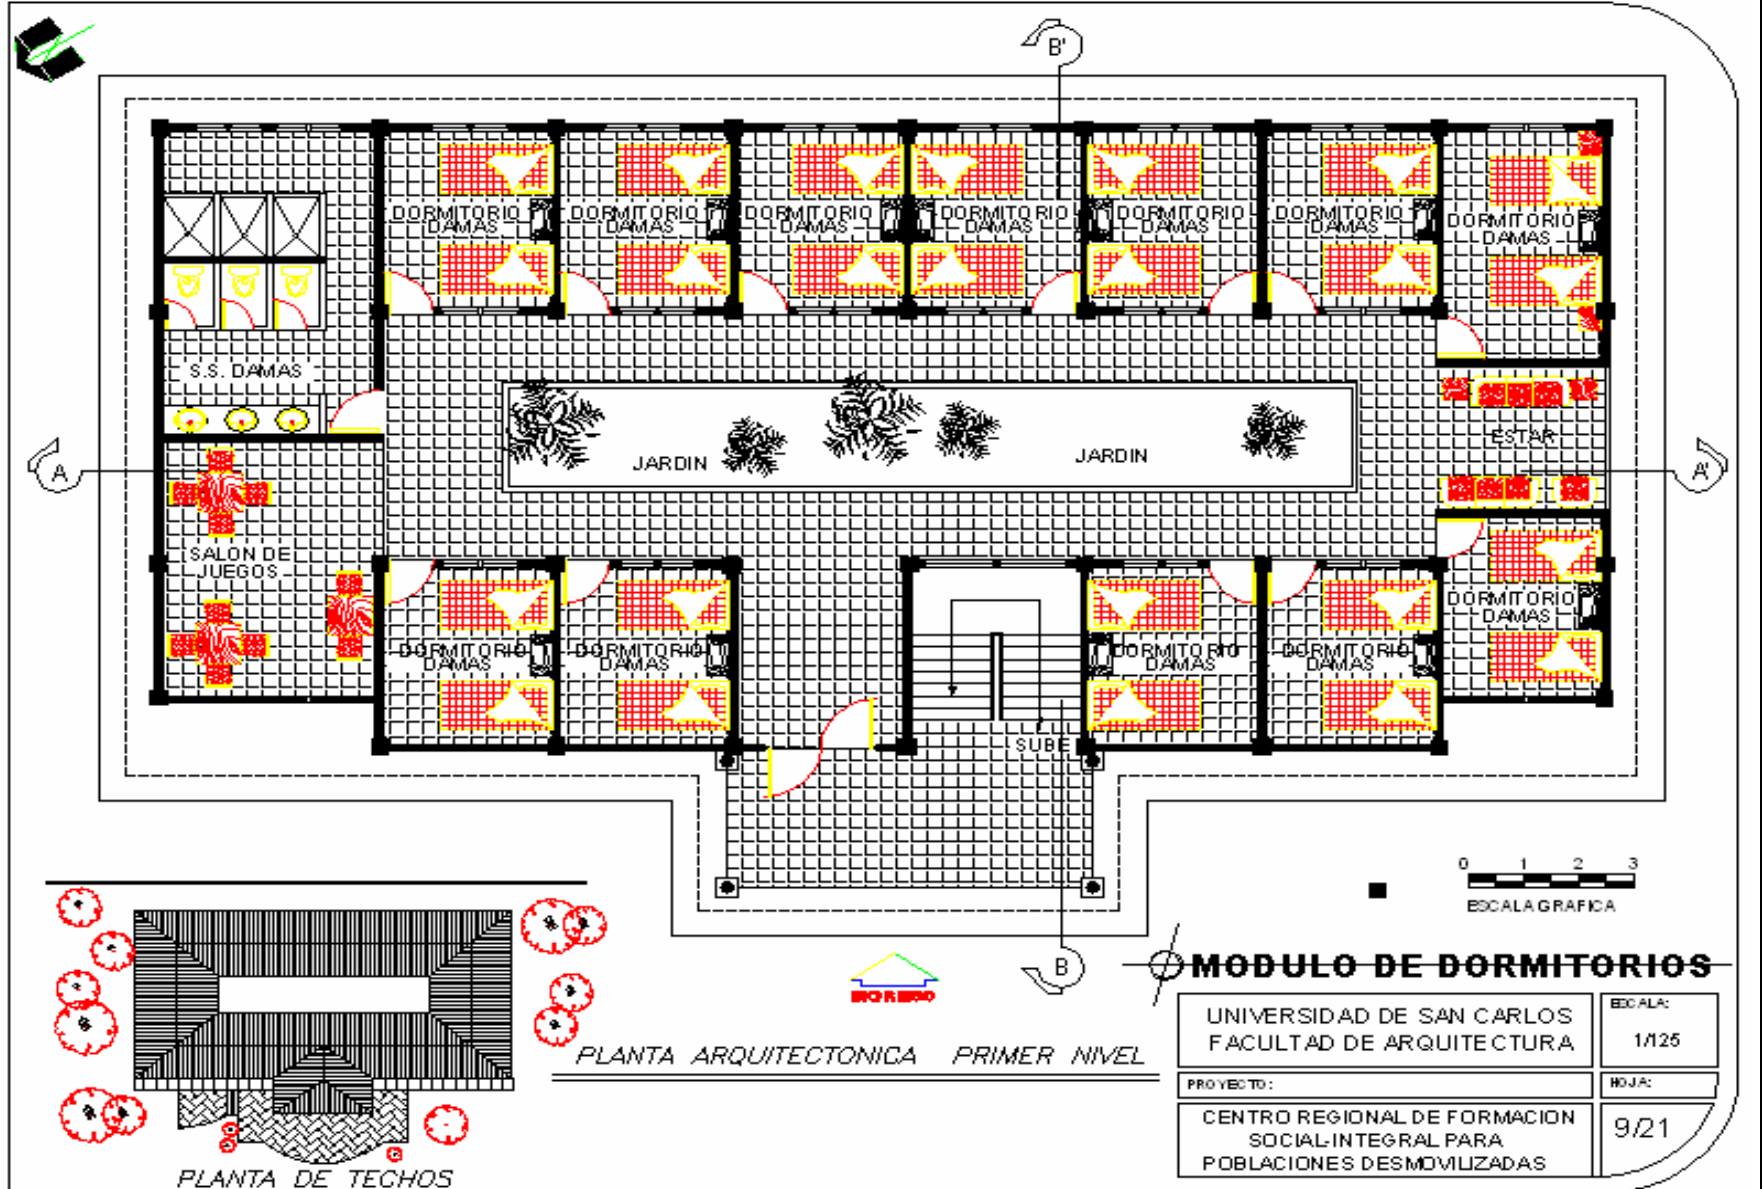 B'
DORMITORIO
DAMAS
DORMITORIO
DAMAS
DORMITORIO
DAMAS
DORMITORIO
DAMAS
DORMITORIO
DAMAS
DORMITORIO
DAMAS
DORMITORIO
DAMAS
S.S. DAMAS
A
JARDIN
JARDIN
ESTAR
A'
SALON DE
JUEGOS
DORMITORIO
DAMAS
DORMITORIO
DAMAS
DORMITORIO
DAMAS
DORMITORIO
DAMAS
DORMITORIO
DAMAS
SUBE
0 1 2 3
ESCALA GRAFICA
B
INGRESO
MODULO DE DORMITORIOS
UNIVERSIDAD DE SAN CARLOS
FACULTAD DE ARQUITECTURA
ESCALA:
1/125
PLANTA ARQUITECTONICA PRIMER NIVEL
PROYECTO:
HOJA:
CENTRO REGIONAL DE FORMACION
SOCIAL-INTEGRAL PARA
POBLACIONES DESMOVILIZADAS
9/21
PLANTA DE TECHOS